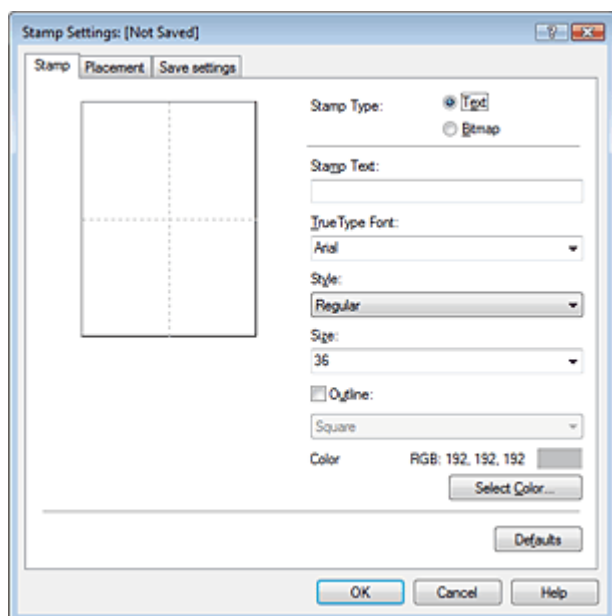 Stamp Settings: [Not Saved]
Stamp Placement Save settings
Stamp Type: Text
Bitmap
Stamp Text:
TrueType Font:
Arial
Style:
Regular
Size:
36
Outline:
Square
Color RGB: 192, 192, 192
Select Color...
Defaults
OK Cancel Help